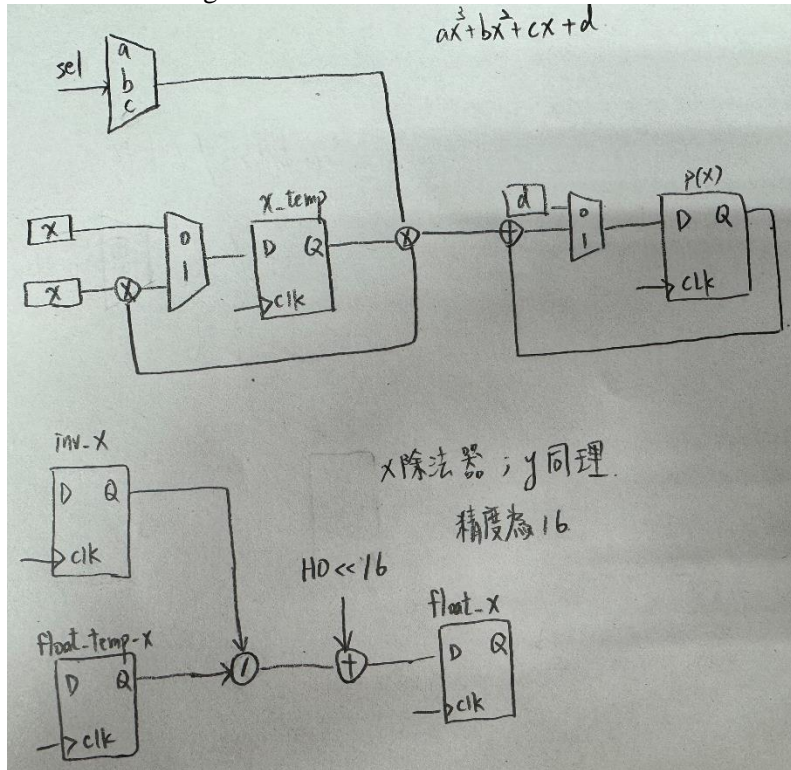 ax³+bx²+cx+d
sel
a
b
c
x_temp
p(x)
x
0
1
D Q
clk
x
x
x
+
d
0
1
D Q
clk
inv_x
D Q
clk
x除法器；y同理.
精度為16
H0<<16
float_temp_x
D Q
clk
/
+
float_x
D Q
clk